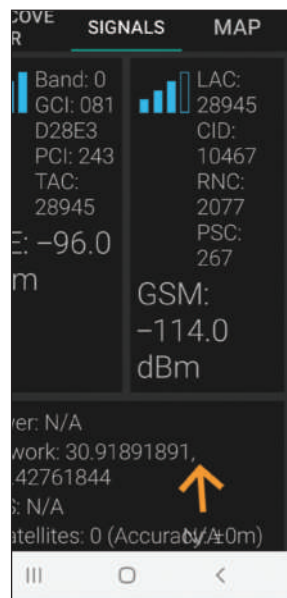 COVE
R
SIGNALS
MAP
Band: 0
GCI: 081
D28E3
PCI: 243
TAC:
28945
E: −96.0
m
LAC:
28945
CID:
10467
RNC:
2077
PSC:
267
GSM:
−114.0
dBm
ver: N/A
work: 30.91891891,
.42761844
S: N/A
atellites: 0 (Accuracy: ±0m)
N/A